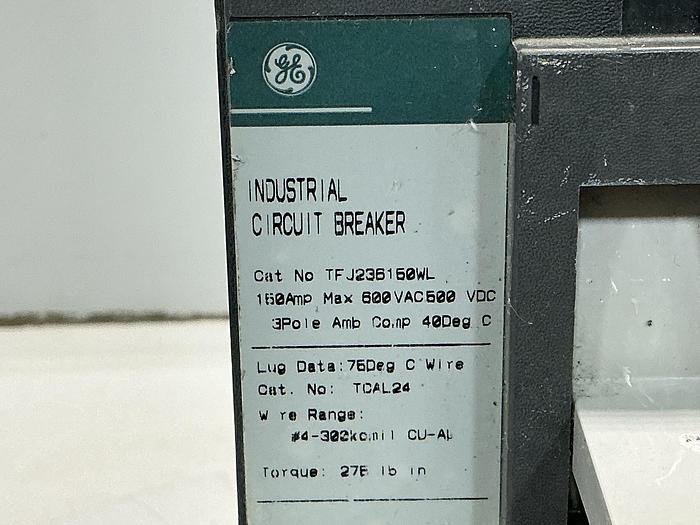 GE
INDUSTRIAL
CIRCUIT BREAKER
Cat No TFJ236150WL
150Amp Max 600VAC500 VDC
3Pole Amb Comp 40Deg C
Lug Data:75Deg C Wire
Cat. No: TCAL24
Wire Range:
#4-300kcmil CU-AL
Torque: 275 lb in